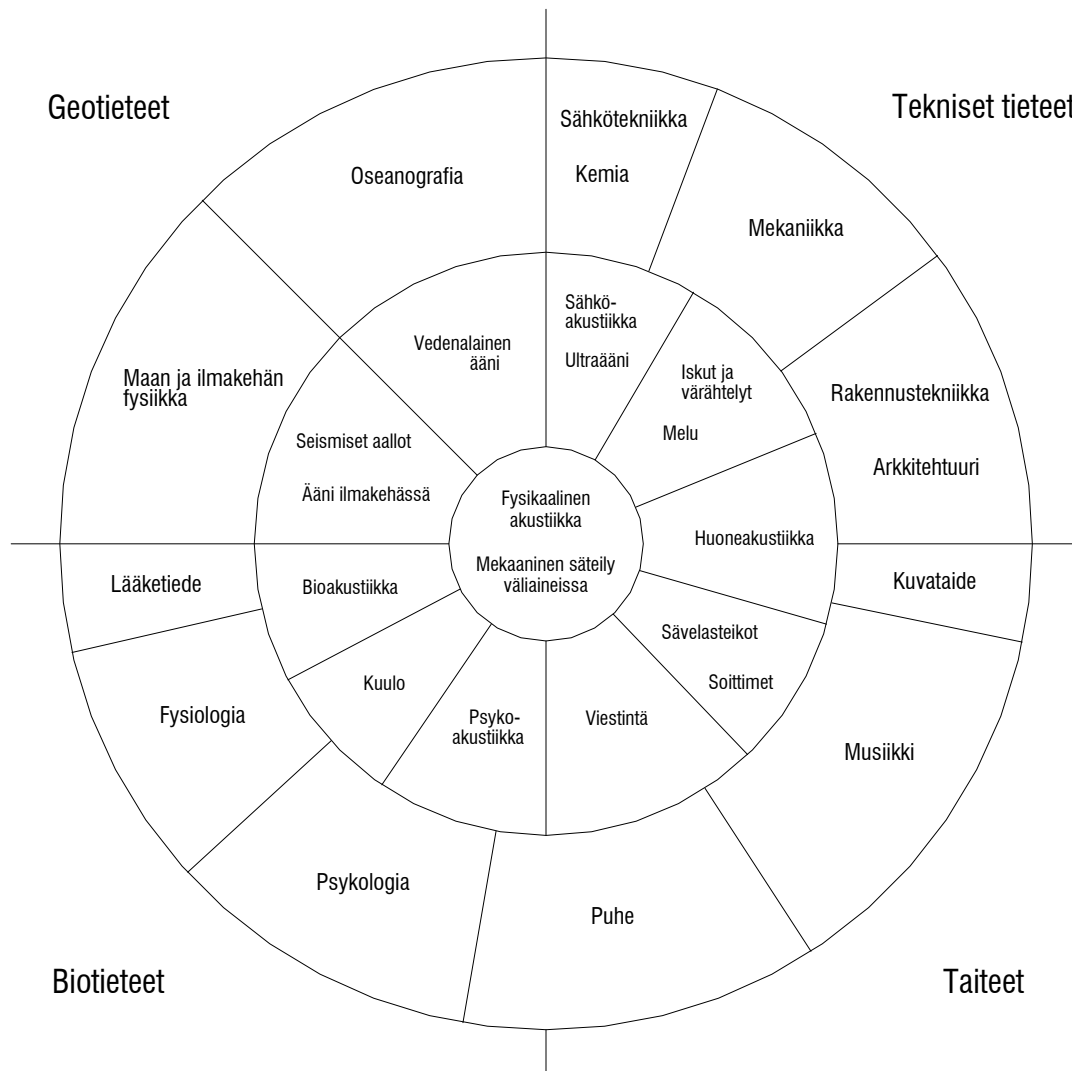 Geotieteet
Tekniset tieteet
Sähkötekniikka
Kemia
Oseanografia
Mekaniikka
Sähkö-
akustiikka
Ultraääni
Vedenalainen
ääni
Iskut ja
värähtelyt
Melu
Maan ja ilmakehän
fysiikka
Rakennustekniikka
Arkkitehtuuri
Seismiset aallot
Ääni ilmakehässä
Fysikaalinen
akustiikka
Mekaaninen säteily
väliaineissa
Huoneakustiikka
Lääketiede
Bioakustiikka
Kuvataide
Sävelasteikot
Soittimet
Kuulo
Fysiologia
Psyko-
akustiikka
Viestintä
Musiikki
Psykologia
Puhe
Biotieteet
Taiteet